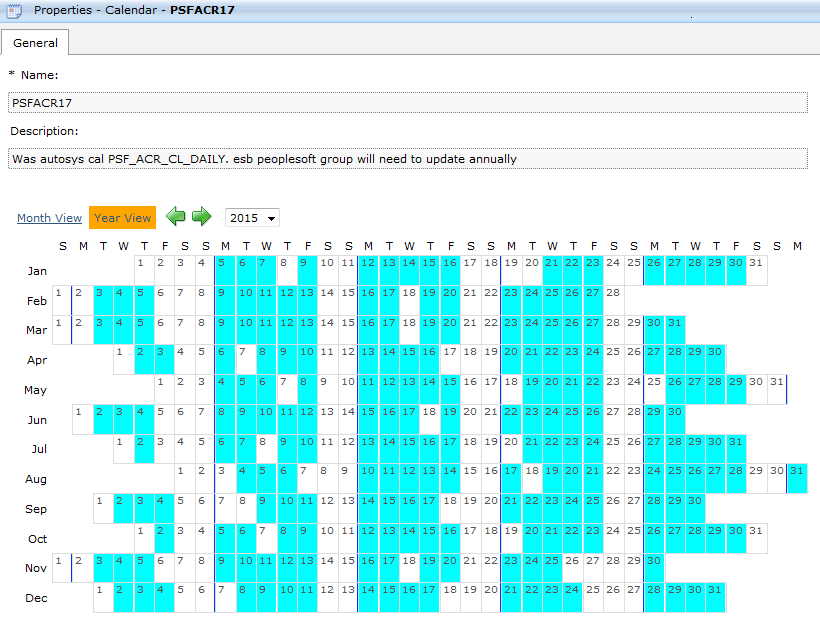 Properties - Calendar - PSFACR17
General
* Name:
PSFACR17
Description:
Was autosys cal PSF_ACR_CL_DAILY. esb peoplesoft group will need to update annually
Month View Year View 2015
S M T W T F S S M T W T F S S M T W T F S S M T W T F S S M T W T F S S M
Jan 1 2 3 4 5 6 7 8 9 10 11 12 13 14 15 16 17 18 19 20 21 22 23 24 25 26 27 28 29 30 31
Feb 1 2 3 4 5 6 7 8 9 10 11 12 13 14 15 16 17 18 19 20 21 22 23 24 25 26 27 28
Mar 1 2 3 4 5 6 7 8 9 10 11 12 13 14 15 16 17 18 19 20 21 22 23 24 25 26 27 28 29 30 31
Apr 1 2 3 4 5 6 7 8 9 10 11 12 13 14 15 16 17 18 19 20 21 22 23 24 25 26 27 28 29 30
May 1 2 3 4 5 6 7 8 9 10 11 12 13 14 15 16 17 18 19 20 21 22 23 24 25 26 27 28 29 30 31
Jun 1 2 3 4 5 6 7 8 9 10 11 12 13 14 15 16 17 18 19 20 21 22 23 24 25 26 27 28 29 30
Jul 1 2 3 4 5 6 7 8 9 10 11 12 13 14 15 16 17 18 19 20 21 22 23 24 25 26 27 28 29 30 31
Aug 1 2 3 4 5 6 7 8 9 10 11 12 13 14 15 16 17 18 19 20 21 22 23 24 25 26 27 28 29 30 31
Sep 1 2 3 4 5 6 7 8 9 10 11 12 13 14 15 16 17 18 19 20 21 22 23 24 25 26 27 28 29 30
Oct 1 2 3 4 5 6 7 8 9 10 11 12 13 14 15 16 17 18 19 20 21 22 23 24 25 26 27 28 29 30 31
Nov 1 2 3 4 5 6 7 8 9 10 11 12 13 14 15 16 17 18 19 20 21 22 23 24 25 26 27 28 29 30
Dec 1 2 3 4 5 6 7 8 9 10 11 12 13 14 15 16 17 18 19 20 21 22 23 24 25 26 27 28 29 30 31